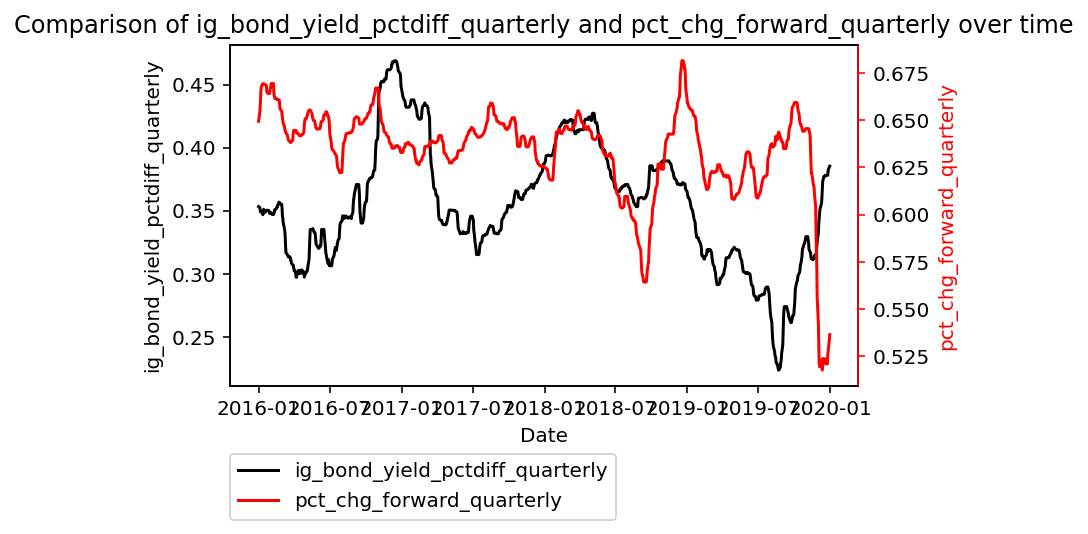 Comparison of ig_bond_yield_pctdiff_quarterly and pct_chg_forward_quarterly over time
ig_bond_yield_pctdiff_quarterly
0.45
0.40
0.35
0.30
0.25
0.675
0.650
0.625
0.600
0.575
0.550
0.525
pct_chg_forward_quarterly
2016-01 2016-07 2017-01 2017-07 2018-01 2018-07 2019-01 2019-07 2020-01
Date
ig_bond_yield_pctdiff_quarterly
pct_chg_forward_quarterly